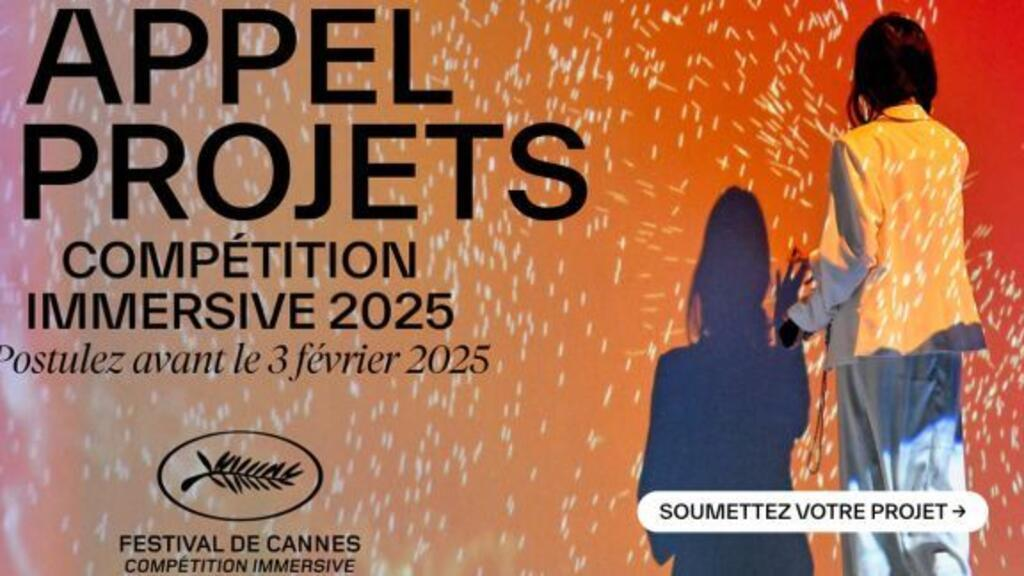 APPEL
PROJETS
COMPÉTITION
IMMERSIVE 2025
Postulez avant le 3 février 2025
FESTIVAL DE CANNES
COMPÉTITION IMMERSIVE
SOUMETTEZ VOTRE PROJET →